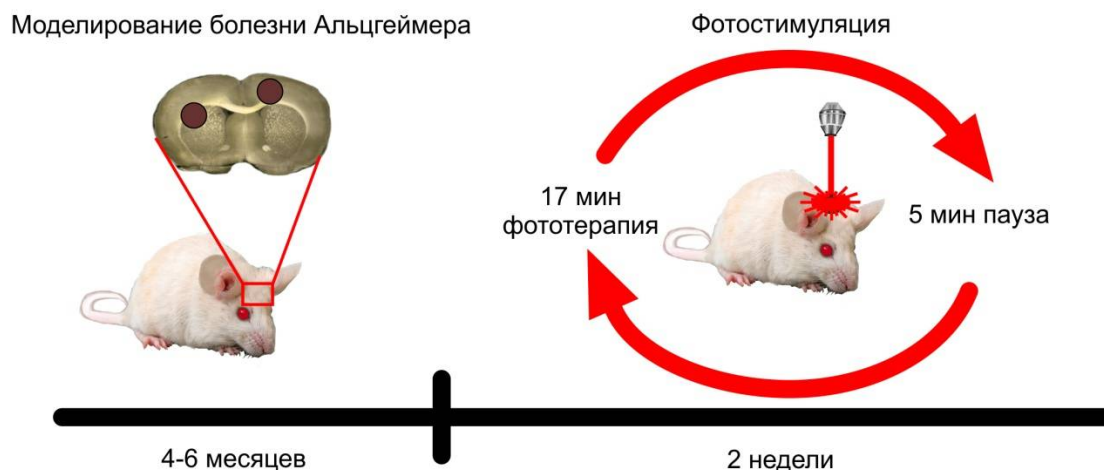 Моделирование болезни Альцгеймера
Фотостимуляция
17 мин
фототерапия
5 мин пауза
4-6 месяцев
2 недели